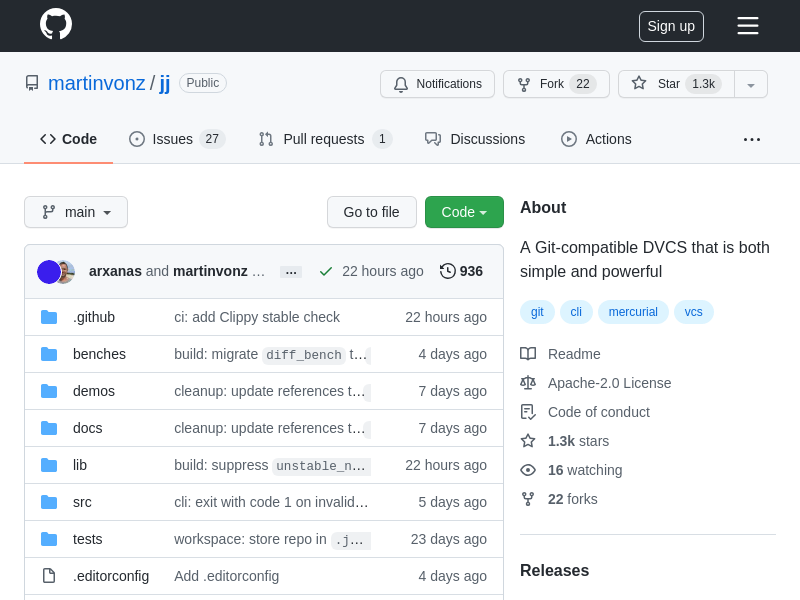 Sign up
martinvonz / jj Public
Notifications Fork 22 Star 1.3k
Code Issues 27 Pull requests 1 Discussions Actions ...
main Go to file Code
arxanas and martinvonz … ... 22 hours ago 936
.github ci: add Clippy stable check 22 hours ago
benches build: migrate diff_bench t… 4 days ago
demos cleanup: update references t… 7 days ago
docs cleanup: update references t… 7 days ago
lib build: suppress unstable_n… 22 hours ago
src cli: exit with code 1 on invalid… 5 days ago
tests workspace: store repo in .j… 23 days ago
.editorconfig Add .editorconfig 4 days ago
About
A Git-compatible DVCS that is both
simple and powerful
git cli mercurial vcs
Readme
Apache-2.0 License
Code of conduct
1.3k stars
16 watching
22 forks
Releases